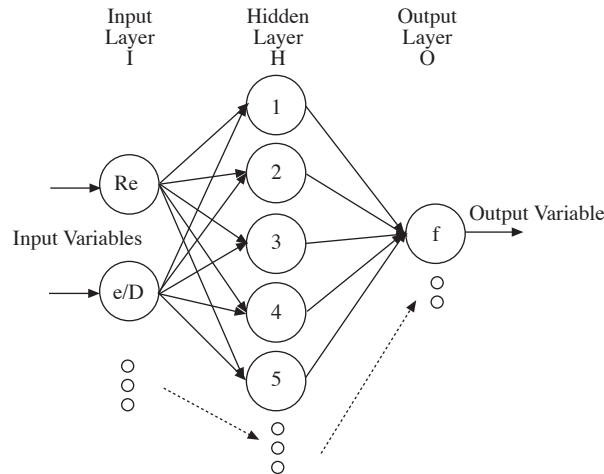 Input
Layer
I
Hidden
Layer
H
Output
Layer
O
1
2
3
4
5
Re
e/D
f
Input Variables
Output Variable